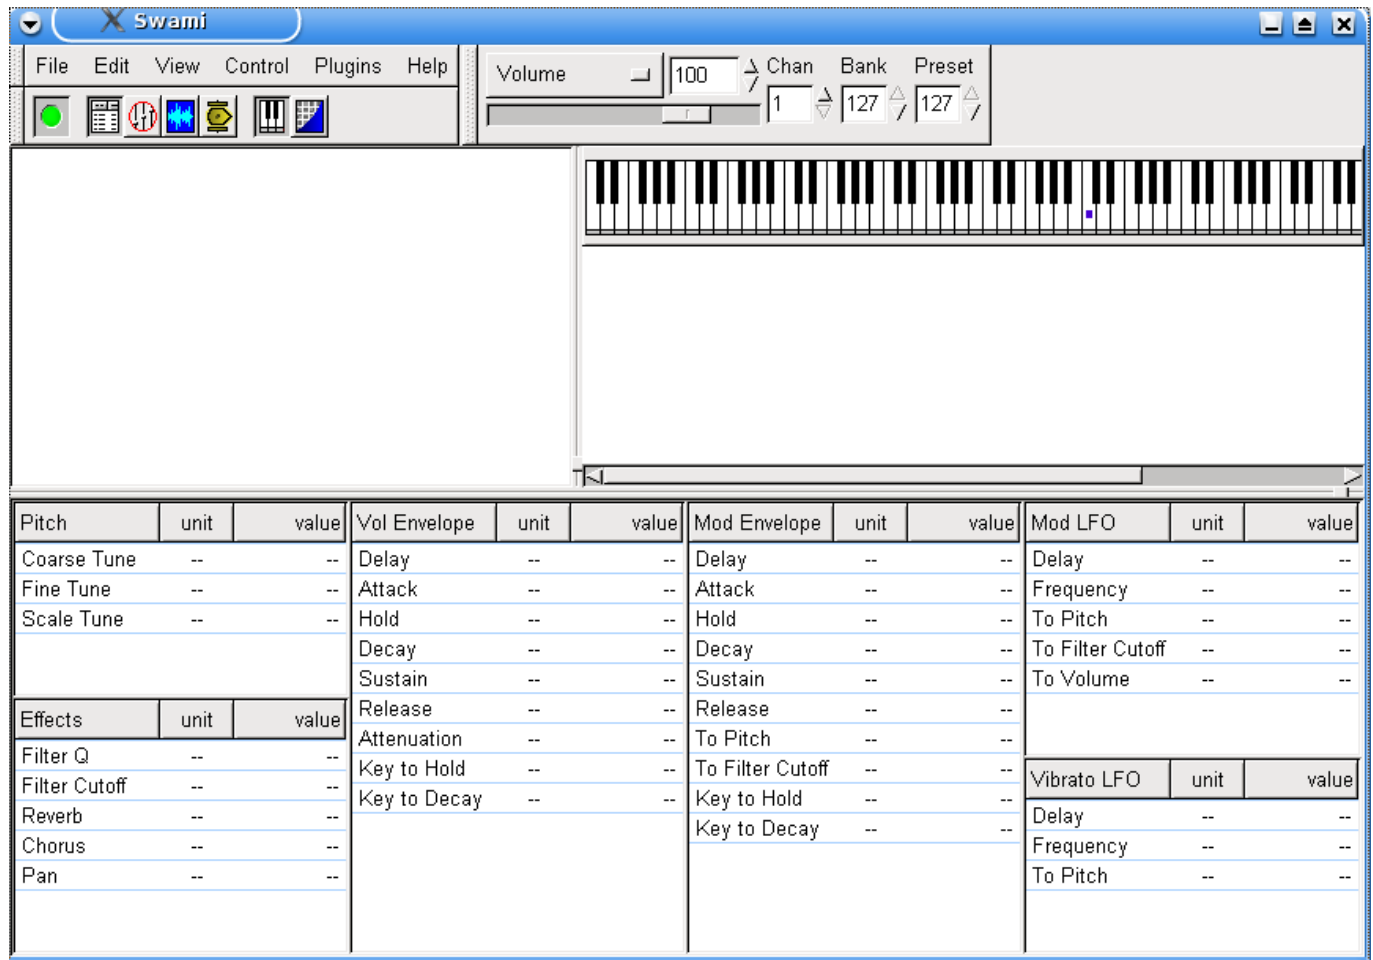 Swami
File Edit View Control Plugins Help
Volume 100 Chan Bank Preset
1 127 127
Pitch unit value
Coarse Tune -- --
Fine Tune -- --
Scale Tune -- --
Effects unit value
Filter Q -- --
Filter Cutoff -- --
Reverb -- --
Chorus -- --
Pan -- --
Vol Envelope unit value
Delay -- --
Attack -- --
Hold -- --
Decay -- --
Sustain -- --
Release -- --
Attenuation -- --
Key to Hold -- --
Key to Decay -- --
Mod Envelope unit value
Delay -- --
Attack -- --
Hold -- --
Decay -- --
Sustain -- --
Release -- --
To Pitch -- --
To Filter Cutoff -- --
Key to Hold -- --
Key to Decay -- --
Mod LFO unit value
Delay -- --
Frequency -- --
To Pitch -- --
To Filter Cutoff -- --
To Volume -- --
Vibrato LFO unit value
Delay -- --
Frequency -- --
To Pitch -- --